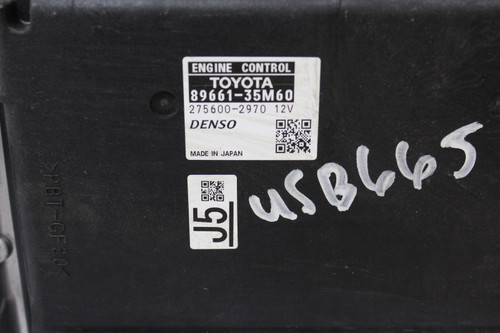 ENGINE CONTROL
TOYOTA
89661-35M60
275600-2970 12V
DENSO
MADE IN JAPAN
J5
USB665